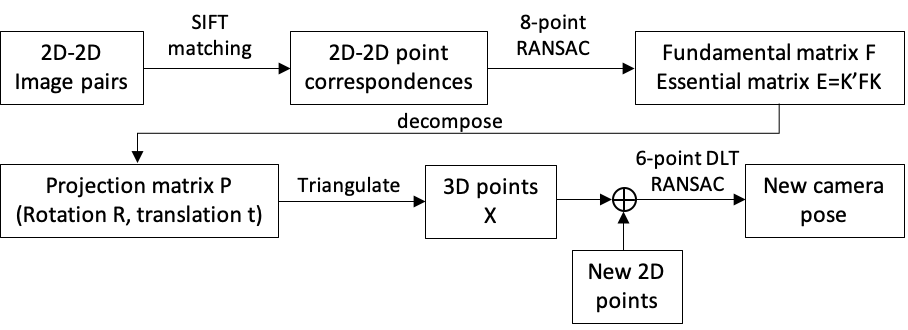 SIFT
matching
8-point
RANSAC
2D-2D
Image pairs
2D-2D point
correspondences
Fundamental matrix F
Essential matrix E=K’FK
decompose
Projection matrix P
(Rotation R, translation t)
Triangulate
3D points
X
6-point DLT
RANSAC
New camera
pose
New 2D
points